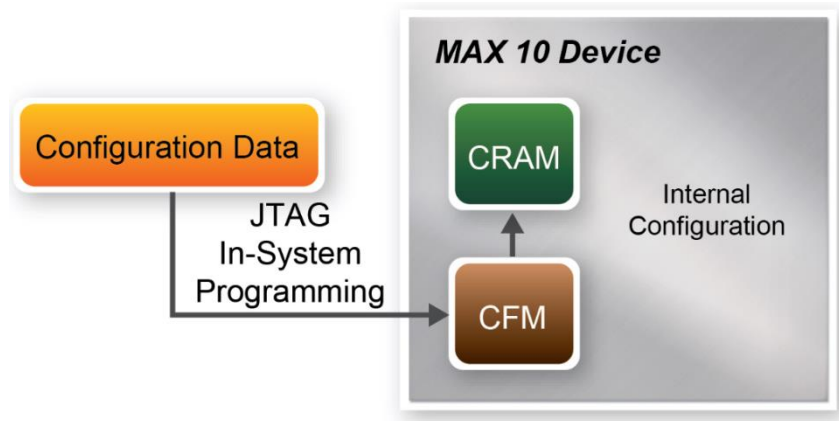 MAX 10 Device
Configuration Data
CRAM
Internal
Configuration
JTAG
In-System
Programming
CFM